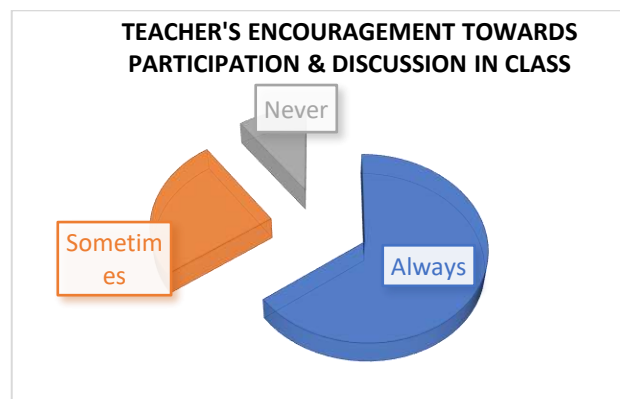 TEACHER'S ENCOURAGEMENT TOWARDS
PARTICIPATION & DISCUSSION IN CLASS
Never
Sometim
es
Always